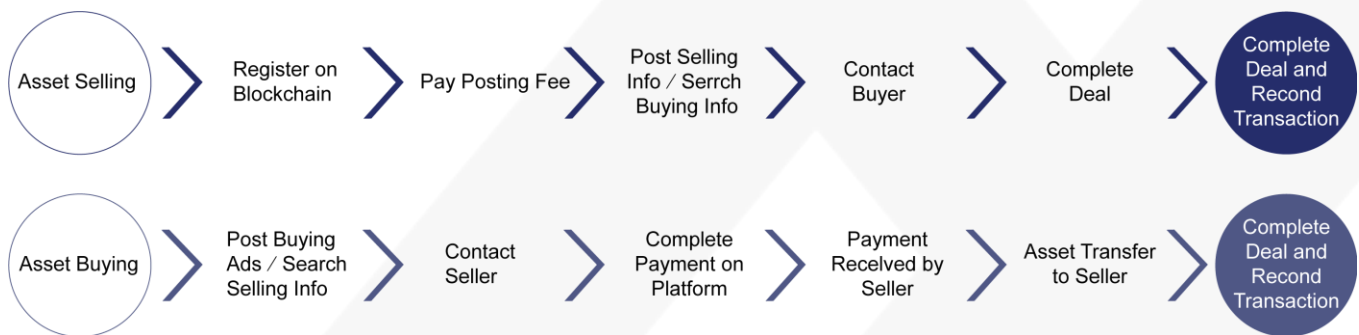 Asset Selling
Register on
Blockchain
Pay Posting Fee
Post Selling
Info / Serrch
Buying Info
Contact
Buyer
Complete
Deal
Complete
Deal and
Recond
Transaction
Asset Buying
Post Buying
Ads / Search
Selling Info
Contact
Seller
Complete
Payment on
Platform
Payment
Recelved by
Seller
Asset Transfer
to Seller
Complete
Deal and
Recond
Transaction